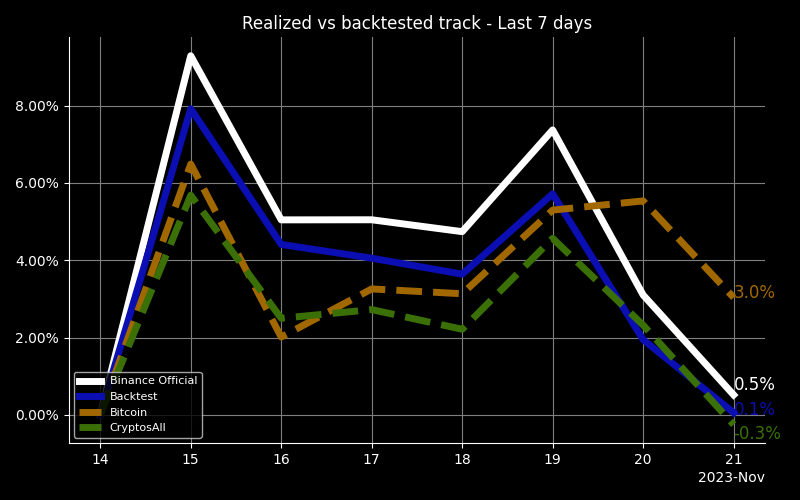 Realized vs backtested track - Last 7 days
8.00%
6.00%
4.00%
2.00%
0.00%
3.0%
0.5%
0.1%
-0.3%
Binance Official
Backtest
Bitcoin
CryptosAll
14 15 16 17 18 19 20 21
2023-Nov